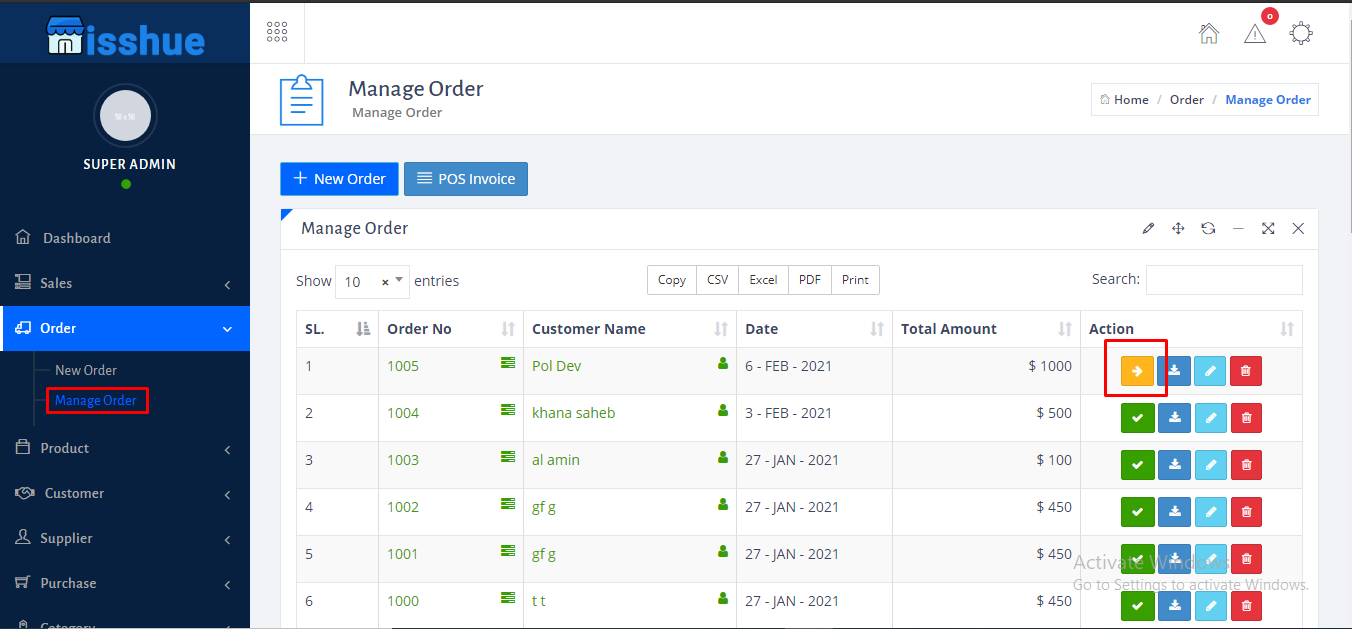 isshue
0
Manage Order
Manage Order
Home / Order / Manage Order
SUPER ADMIN
Dashboard
Sales
Order
New Order
Manage Order
Product
Customer
Supplier
Purchase
Category
+ New Order
POS Invoice
Manage Order
Show 10 × entries
Copy CSV Excel PDF Print
Search:
SL. Order No Customer Name Date Total Amount Action
1 1005 Pol Dev 6 - FEB - 2021 $ 1000
2 1004 khana saheb 3 - FEB - 2021 $ 500
3 1003 al amin 27 - JAN - 2021 $ 100
4 1002 gf g 27 - JAN - 2021 $ 450
5 1001 gf g 27 - JAN - 2021 $ 450
6 1000 t t 27 - JAN - 2021 $ 450
Activate Windows
Go to Settings to activate Windows.